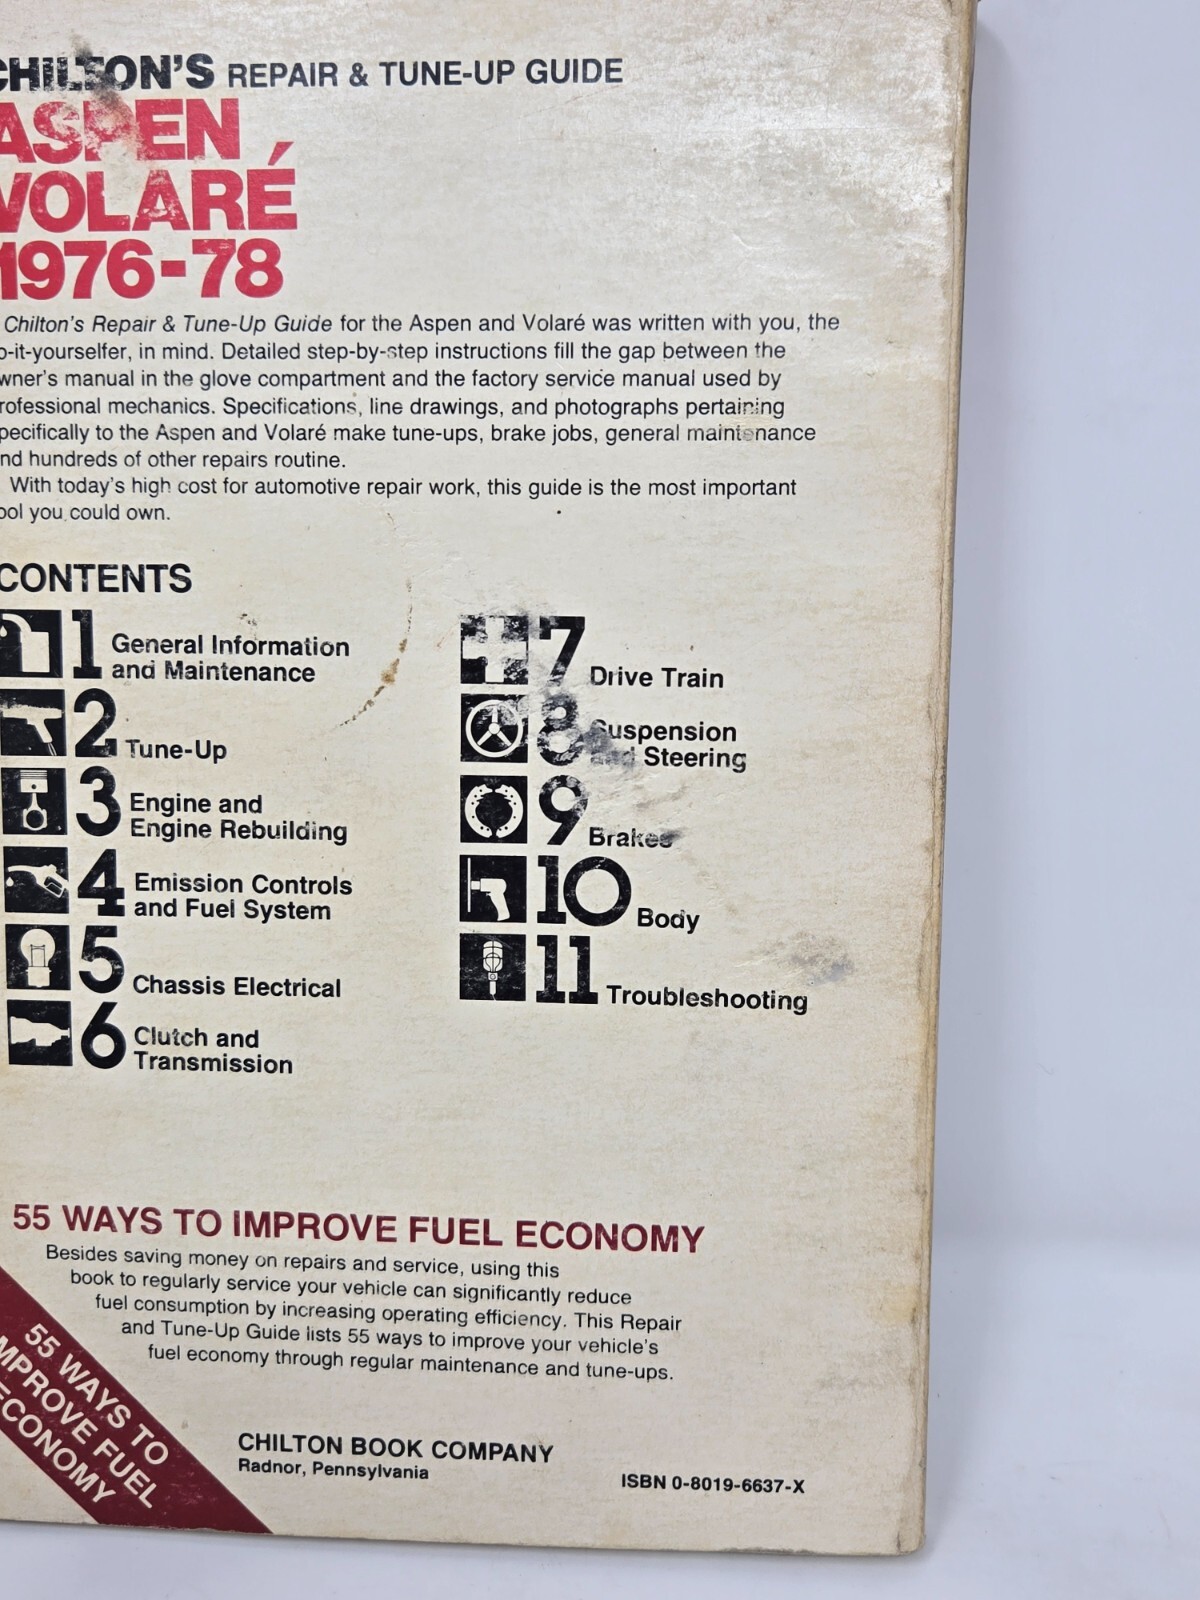 CHILTON'S REPAIR & TUNE-UP GUIDE
ASPEN
VOLARÉ
1976-78
Chilton's Repair & Tune-Up Guide for the Aspen and Volaré was written with you, the
o-it-yourselfer, in mind. Detailed step-by-step instructions fill the gap between the
wner's manual in the glove compartment and the factory service manual used by
rofessional mechanics. Specifications, line drawings, and photographs pertaining
pecifically to the Aspen and Volaré make tune-ups, brake jobs, general maintenance
nd hundreds of other repairs routine.
With today's high cost for automotive repair work, this guide is the most important
ool you could own.
CONTENTS
1 General Information
and Maintenance
2 Tune-Up
3 Engine and
Engine Rebuilding
4 Emission Controls
and Fuel System
5 Chassis Electrical
6 Clutch and
Transmission
7 Drive Train
8 Suspension
and Steering
9 Brakes
10 Body
11 Troubleshooting
55 WAYS TO IMPROVE FUEL ECONOMY
Besides saving money on repairs and service, using this
book to regularly service your vehicle can significantly reduce
fuel consumption by increasing operating efficiency. This Repair
and Tune-Up Guide lists 55 ways to improve your vehicle's
fuel economy through regular maintenance and tune-ups.
55 WAYS TO
MPROVE FUEL
ECONOMY
CHILTON BOOK COMPANY
Radnor, Pennsylvania
ISBN 0-8019-6637-X